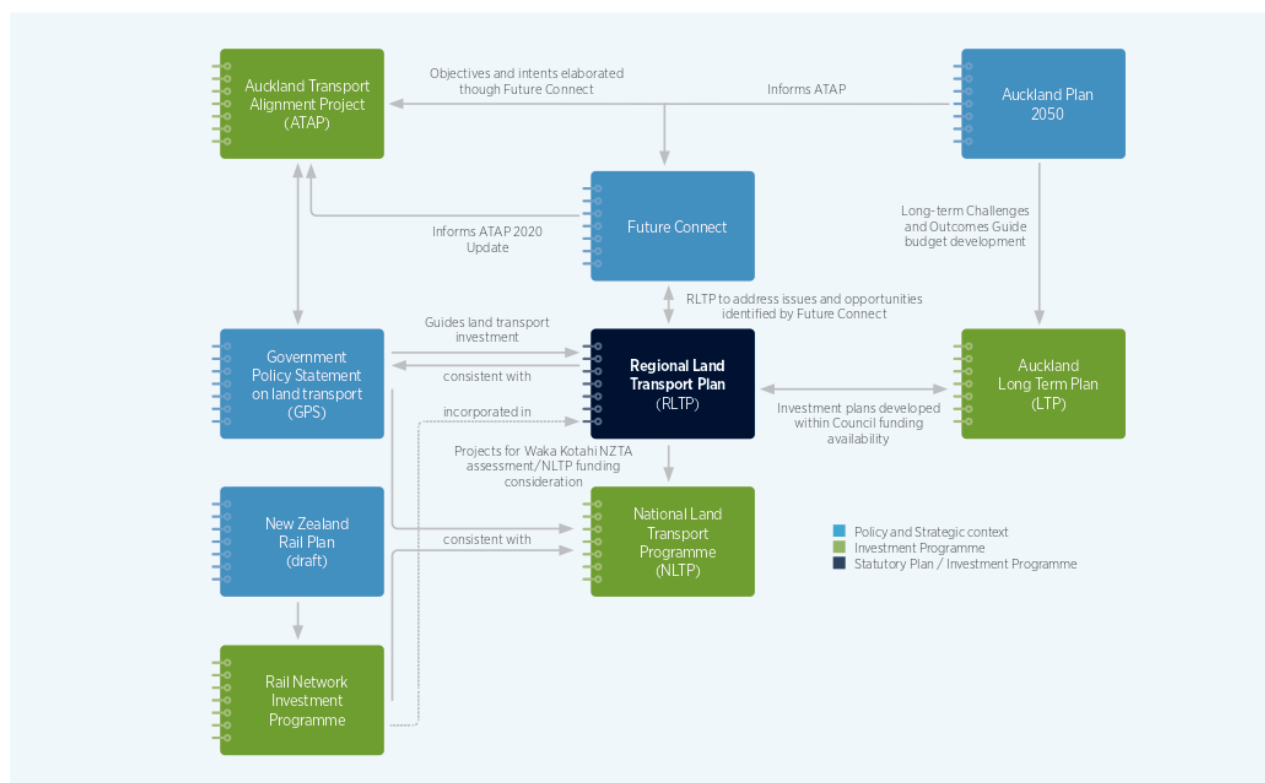 Auckland Transport
Alignment Project
(ATAP)
Objectives and intents elaborated
though Future Connect
Informs ATAP
Auckland Plan
2050
Future Connect
Informs ATAP 2020
Update
Long-term Challenges
and Outcomes Guide
budget development
RLTP to address issues and opportunities
identified by Future Connect
Government
Policy Statement
on land transport
(GPS)
Guides land transport
investment
consistent with
incorporated in
Regional Land
Transport Plan
(RLTP)
Investment plans developed
within Council funding
availability
Auckland
Long Term Plan
(LTP)
Projects for Waka Kotahi NZTA
assessment/NLTP funding
consideration
New Zealand
Rail Plan
(draft)
consistent with
National Land
Transport
Programme
(NLTP)
Policy and Strategic context
Investment Programme
Statutory Plan / Investment Programme
Rail Network
Investment
Programme